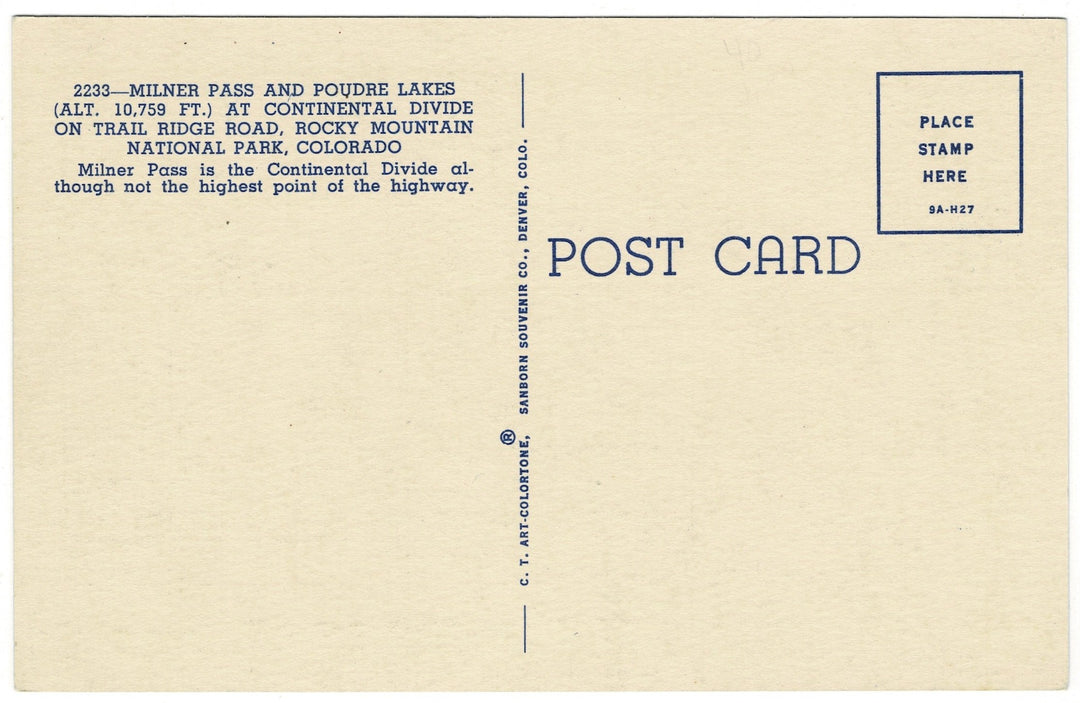 2233—MILNER PASS AND POUDRE LAKES
(ALT. 10,759 FT.) AT CONTINENTAL DIVIDE
ON TRAIL RIDGE ROAD, ROCKY MOUNTAIN
NATIONAL PARK, COLORADO
Milner Pass is the Continental Divide al-
though not the highest point of the highway.
C. T. ART-COLORTONE, ® SANBORN SOUVENIR CO., DENVER, COLO.
POST CARD
PLACE
STAMP
HERE
9A-H27